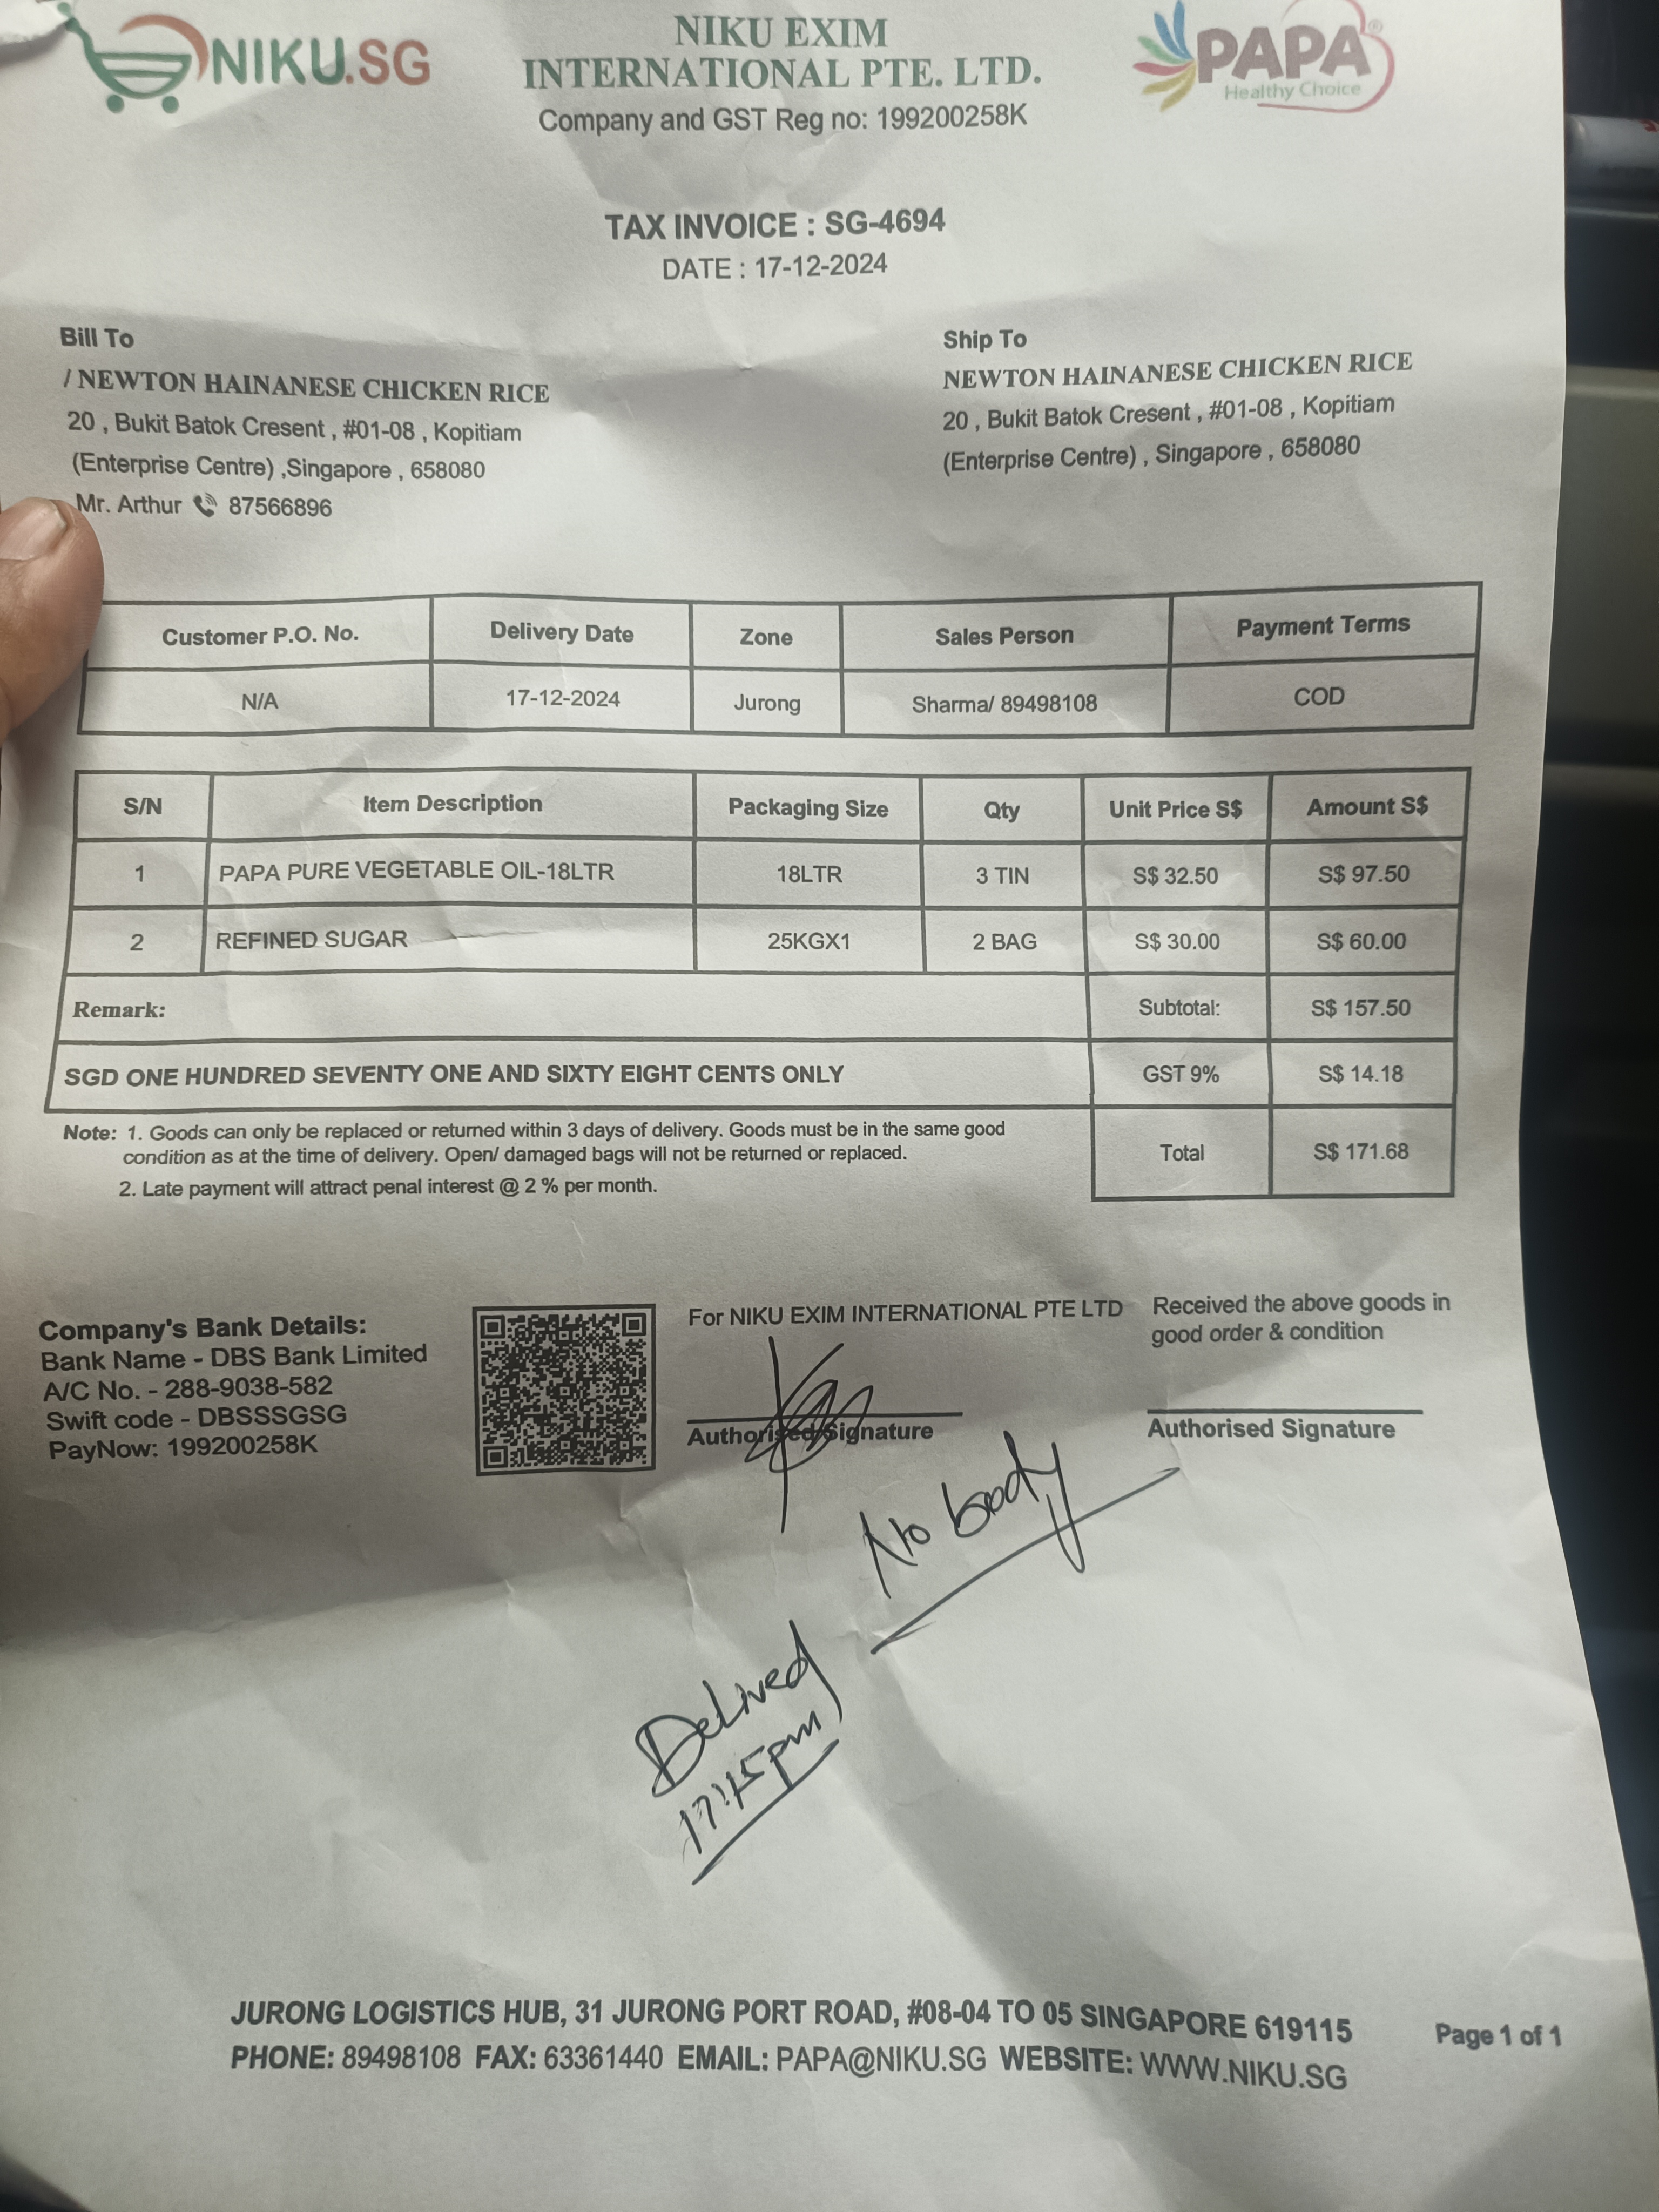 NIKU.SG
NIKU EXIM
INTERNATIONAL PTE. LTD.
Company and GST Reg no: 199200258K
PAPA®
Healthy Choice
TAX INVOICE : SG-4694
DATE : 17-12-2024
Bill To
/ NEWTON HAINANESE CHICKEN RICE
20 , Bukit Batok Cresent , #01-08 , Kopitiam
(Enterprise Centre) ,Singapore , 658080
Mr. Arthur 87566896
Ship To
NEWTON HAINANESE CHICKEN RICE
20 , Bukit Batok Cresent , #01-08 , Kopitiam
(Enterprise Centre) , Singapore , 658080
Customer P.O. No. Delivery Date Zone Sales Person Payment Terms
N/A 17-12-2024 Jurong Sharma/ 89498108 COD
S/N Item Description Packaging Size Qty Unit Price S$ Amount S$
1 PAPA PURE VEGETABLE OIL-18LTR 18LTR 3 TIN S$ 32.50 S$ 97.50
2 REFINED SUGAR 25KGX1 2 BAG S$ 30.00 S$ 60.00
Remark: Subtotal: S$ 157.50
SGD ONE HUNDRED SEVENTY ONE AND SIXTY EIGHT CENTS ONLY GST 9% S$ 14.18
Total S$ 171.68
Note: 1. Goods can only be replaced or returned within 3 days of delivery. Goods must be in the same good
condition as at the time of delivery. Open/ damaged bags will not be returned or replaced.
2. Late payment will attract penal interest @ 2 % per month.
Company's Bank Details:
Bank Name - DBS Bank Limited
A/C No. - 288-9038-582
Swift code - DBSSSGSG
PayNow: 199200258K
For NIKU EXIM INTERNATIONAL PTE LTD
Authorised Signature
Received the above goods in
good order & condition
Authorised Signature
No body
Delived
17:45pm
JURONG LOGISTICS HUB, 31 JURONG PORT ROAD, #08-04 TO 05 SINGAPORE 619115
PHONE: 89498108 FAX: 63361440 EMAIL: PAPA@NIKU.SG WEBSITE: WWW.NIKU.SG
Page 1 of 1